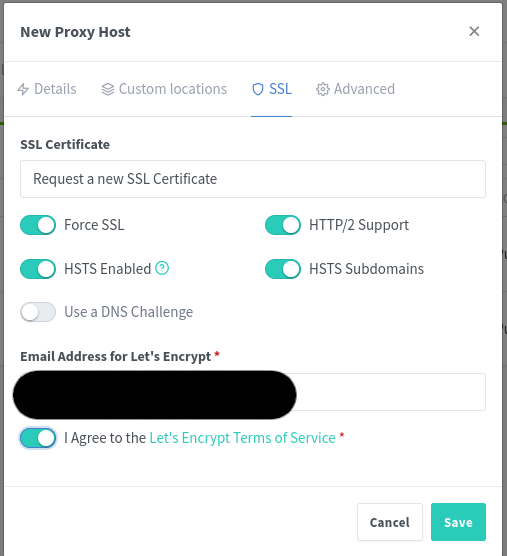 New Proxy Host
Details Custom locations SSL Advanced
SSL Certificate
Request a new SSL Certificate
Force SSL HTTP/2 Support
HSTS Enabled HSTS Subdomains
Use a DNS Challenge
Email Address for Let's Encrypt *
I Agree to the Let's Encrypt Terms of Service *
Cancel Save